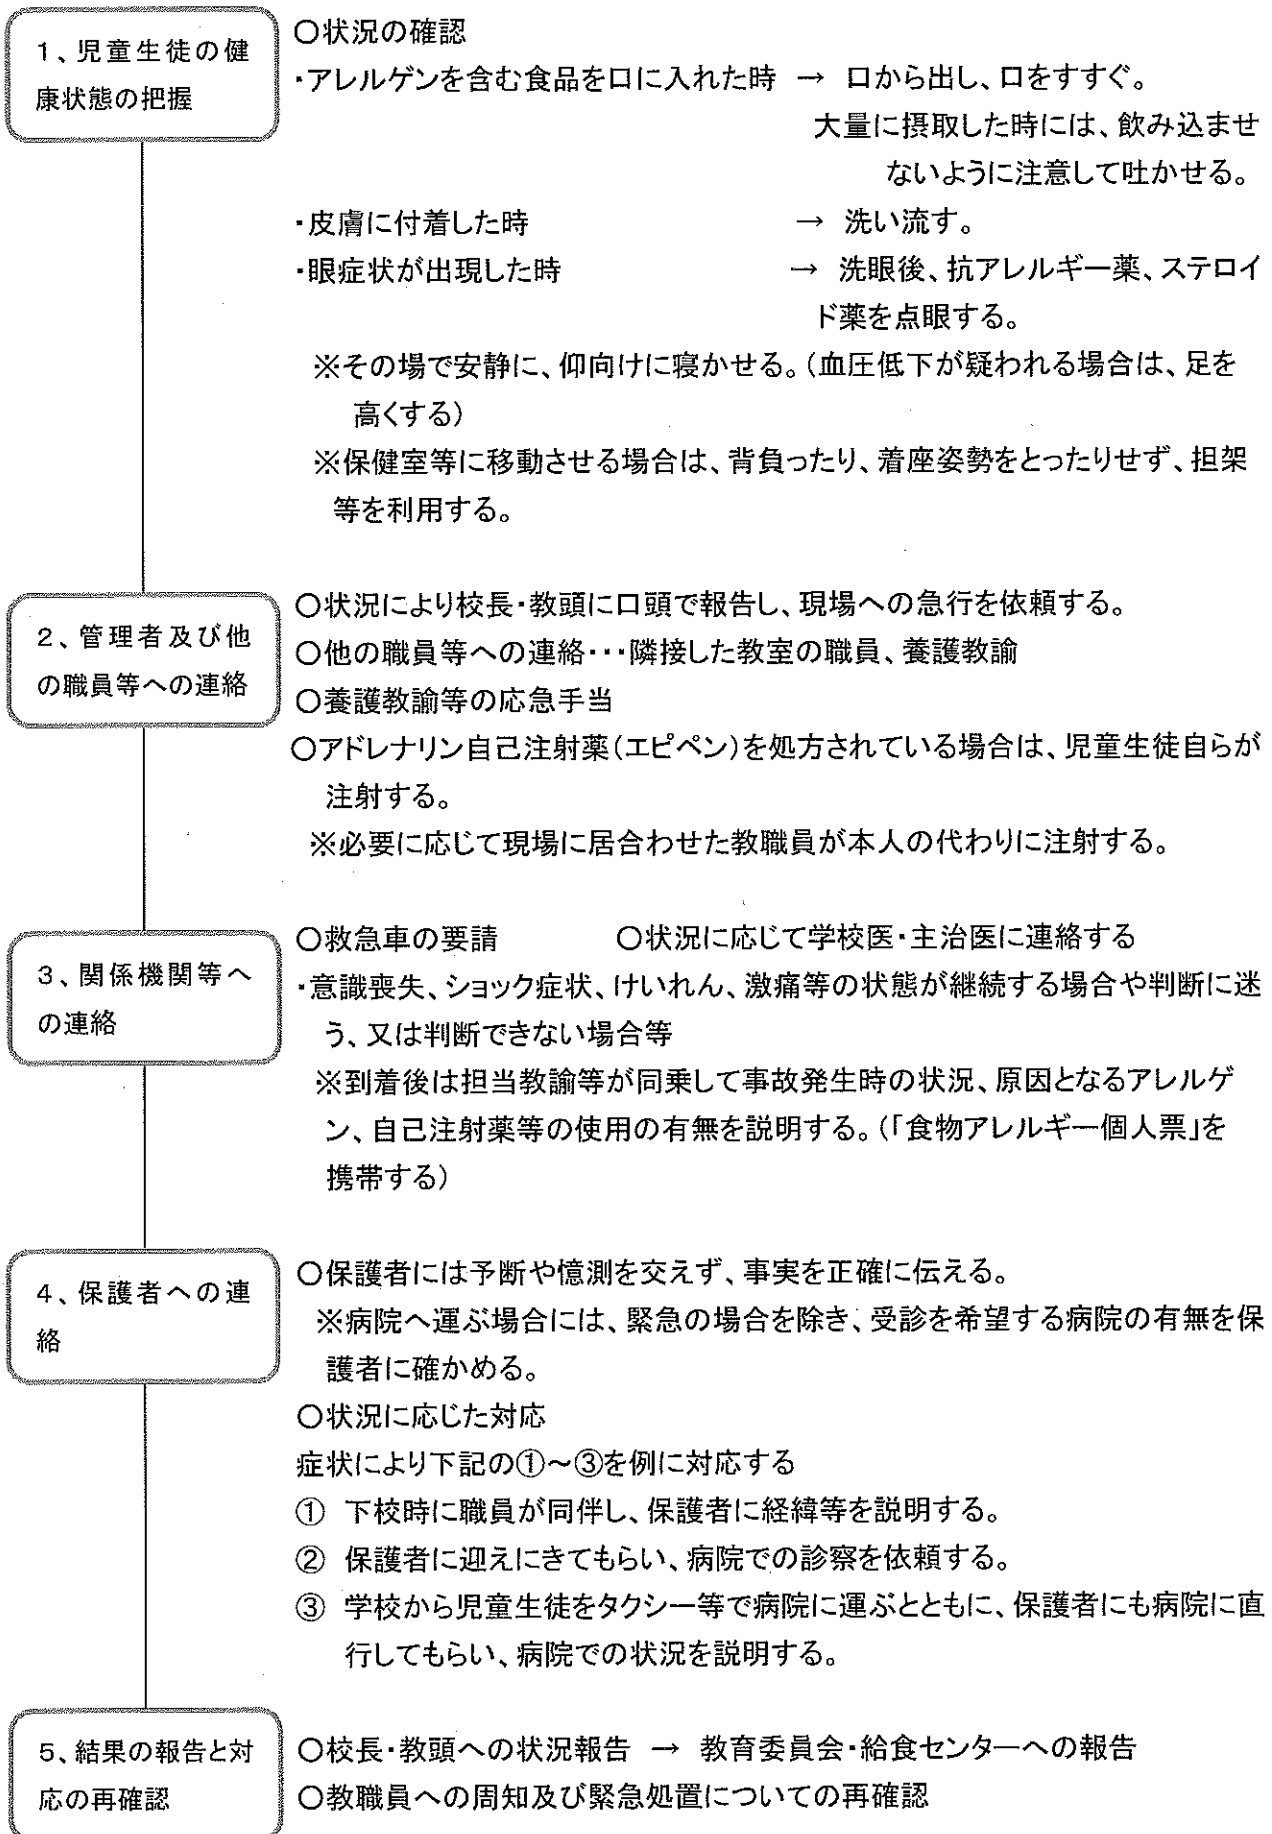 1、児童生徒の健
康状態の把握
○状況の確認
・アレルゲンを含む食品を口に入れた時 → 口から出し、口をすすぐ。
大量に摂取した時には、飲み込ませ
ないように注意して吐かせる。
・皮膚に付着した時 → 洗い流す。
・眼症状が出現した時 → 洗眼後、抗アレルギー薬、ステロイ
ド薬を点眼する。
※その場で安静に、仰向けに寝かせる。(血圧低下が疑われる場合は、足を
高くする)
※保健室等に移動させる場合は、背負ったり、着座姿勢をとったりせず、担架
等を利用する。
2、管理者及び他
の職員等への連絡
○状況により校長・教頭に口頭で報告し、現場への急行を依頼する。
○他の職員等への連絡・・・隣接した教室の職員、養護教諭
○養護教諭等の応急手当
○アドレナリン自己注射薬(エピペン)を処方されている場合は、児童生徒自らが
注射する。
※必要に応じて現場に居合わせた教職員が本人の代わりに注射する。
3、関係機関等へ
の連絡
○救急車の要請 ○状況に応じて学校医・主治医に連絡する
・意識喪失、ショック症状、けいれん、激痛等の状態が継続する場合や判断に迷
う、又は判断できない場合等
※到着後は担当教諭等が同乗して事故発生時の状況、原因となるアレルゲ
ン、自己注射薬等の使用の有無を説明する。(「食物アレルギー個人票」を
携帯する)
4、保護者への連
絡
○保護者には予断や憶測を交えず、事実を正確に伝える。
※病院へ運ぶ場合には、緊急の場合を除き、受診を希望する病院の有無を保
護者に確かめる。
○状況に応じた対応
症状により下記の①～③を例に対応する
① 下校時に職員が同伴し、保護者に経緯等を説明する。
② 保護者に迎えにきてもらい、病院での診察を依頼する。
③ 学校から児童生徒をタクシー等で病院に運ぶとともに、保護者にも病院に直
行してもらい、病院での状況を説明する。
5、結果の報告と対
応の再確認
○校長・教頭への状況報告 → 教育委員会・給食センターへの報告
○教職員への周知及び緊急処置についての再確認